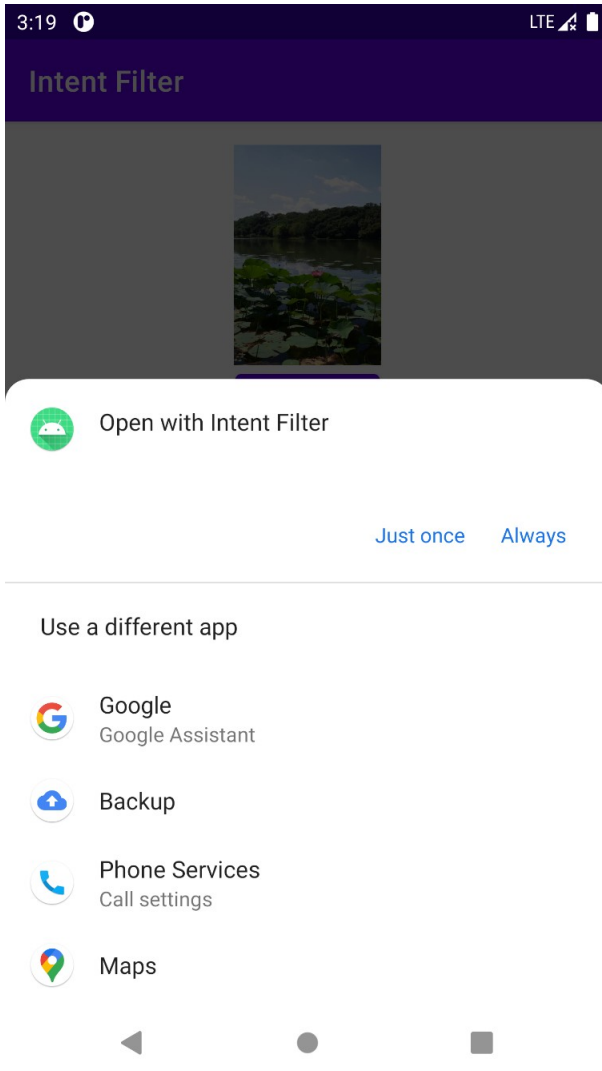 3:19
LTE
Intent Filter
Open with Intent Filter
Just once Always
Use a different app
Google
Google Assistant
Backup
Phone Services
Call settings
Maps